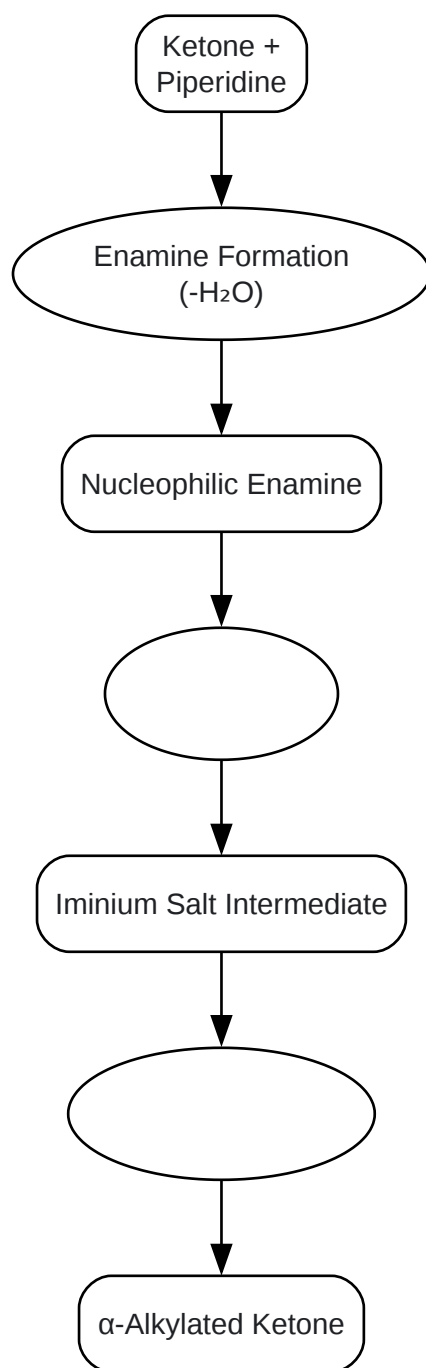 Ketone +
Piperidine
Enamine Formation
(-H₂O)
Nucleophilic Enamine
Iminium Salt Intermediate
α-Alkylated Ketone